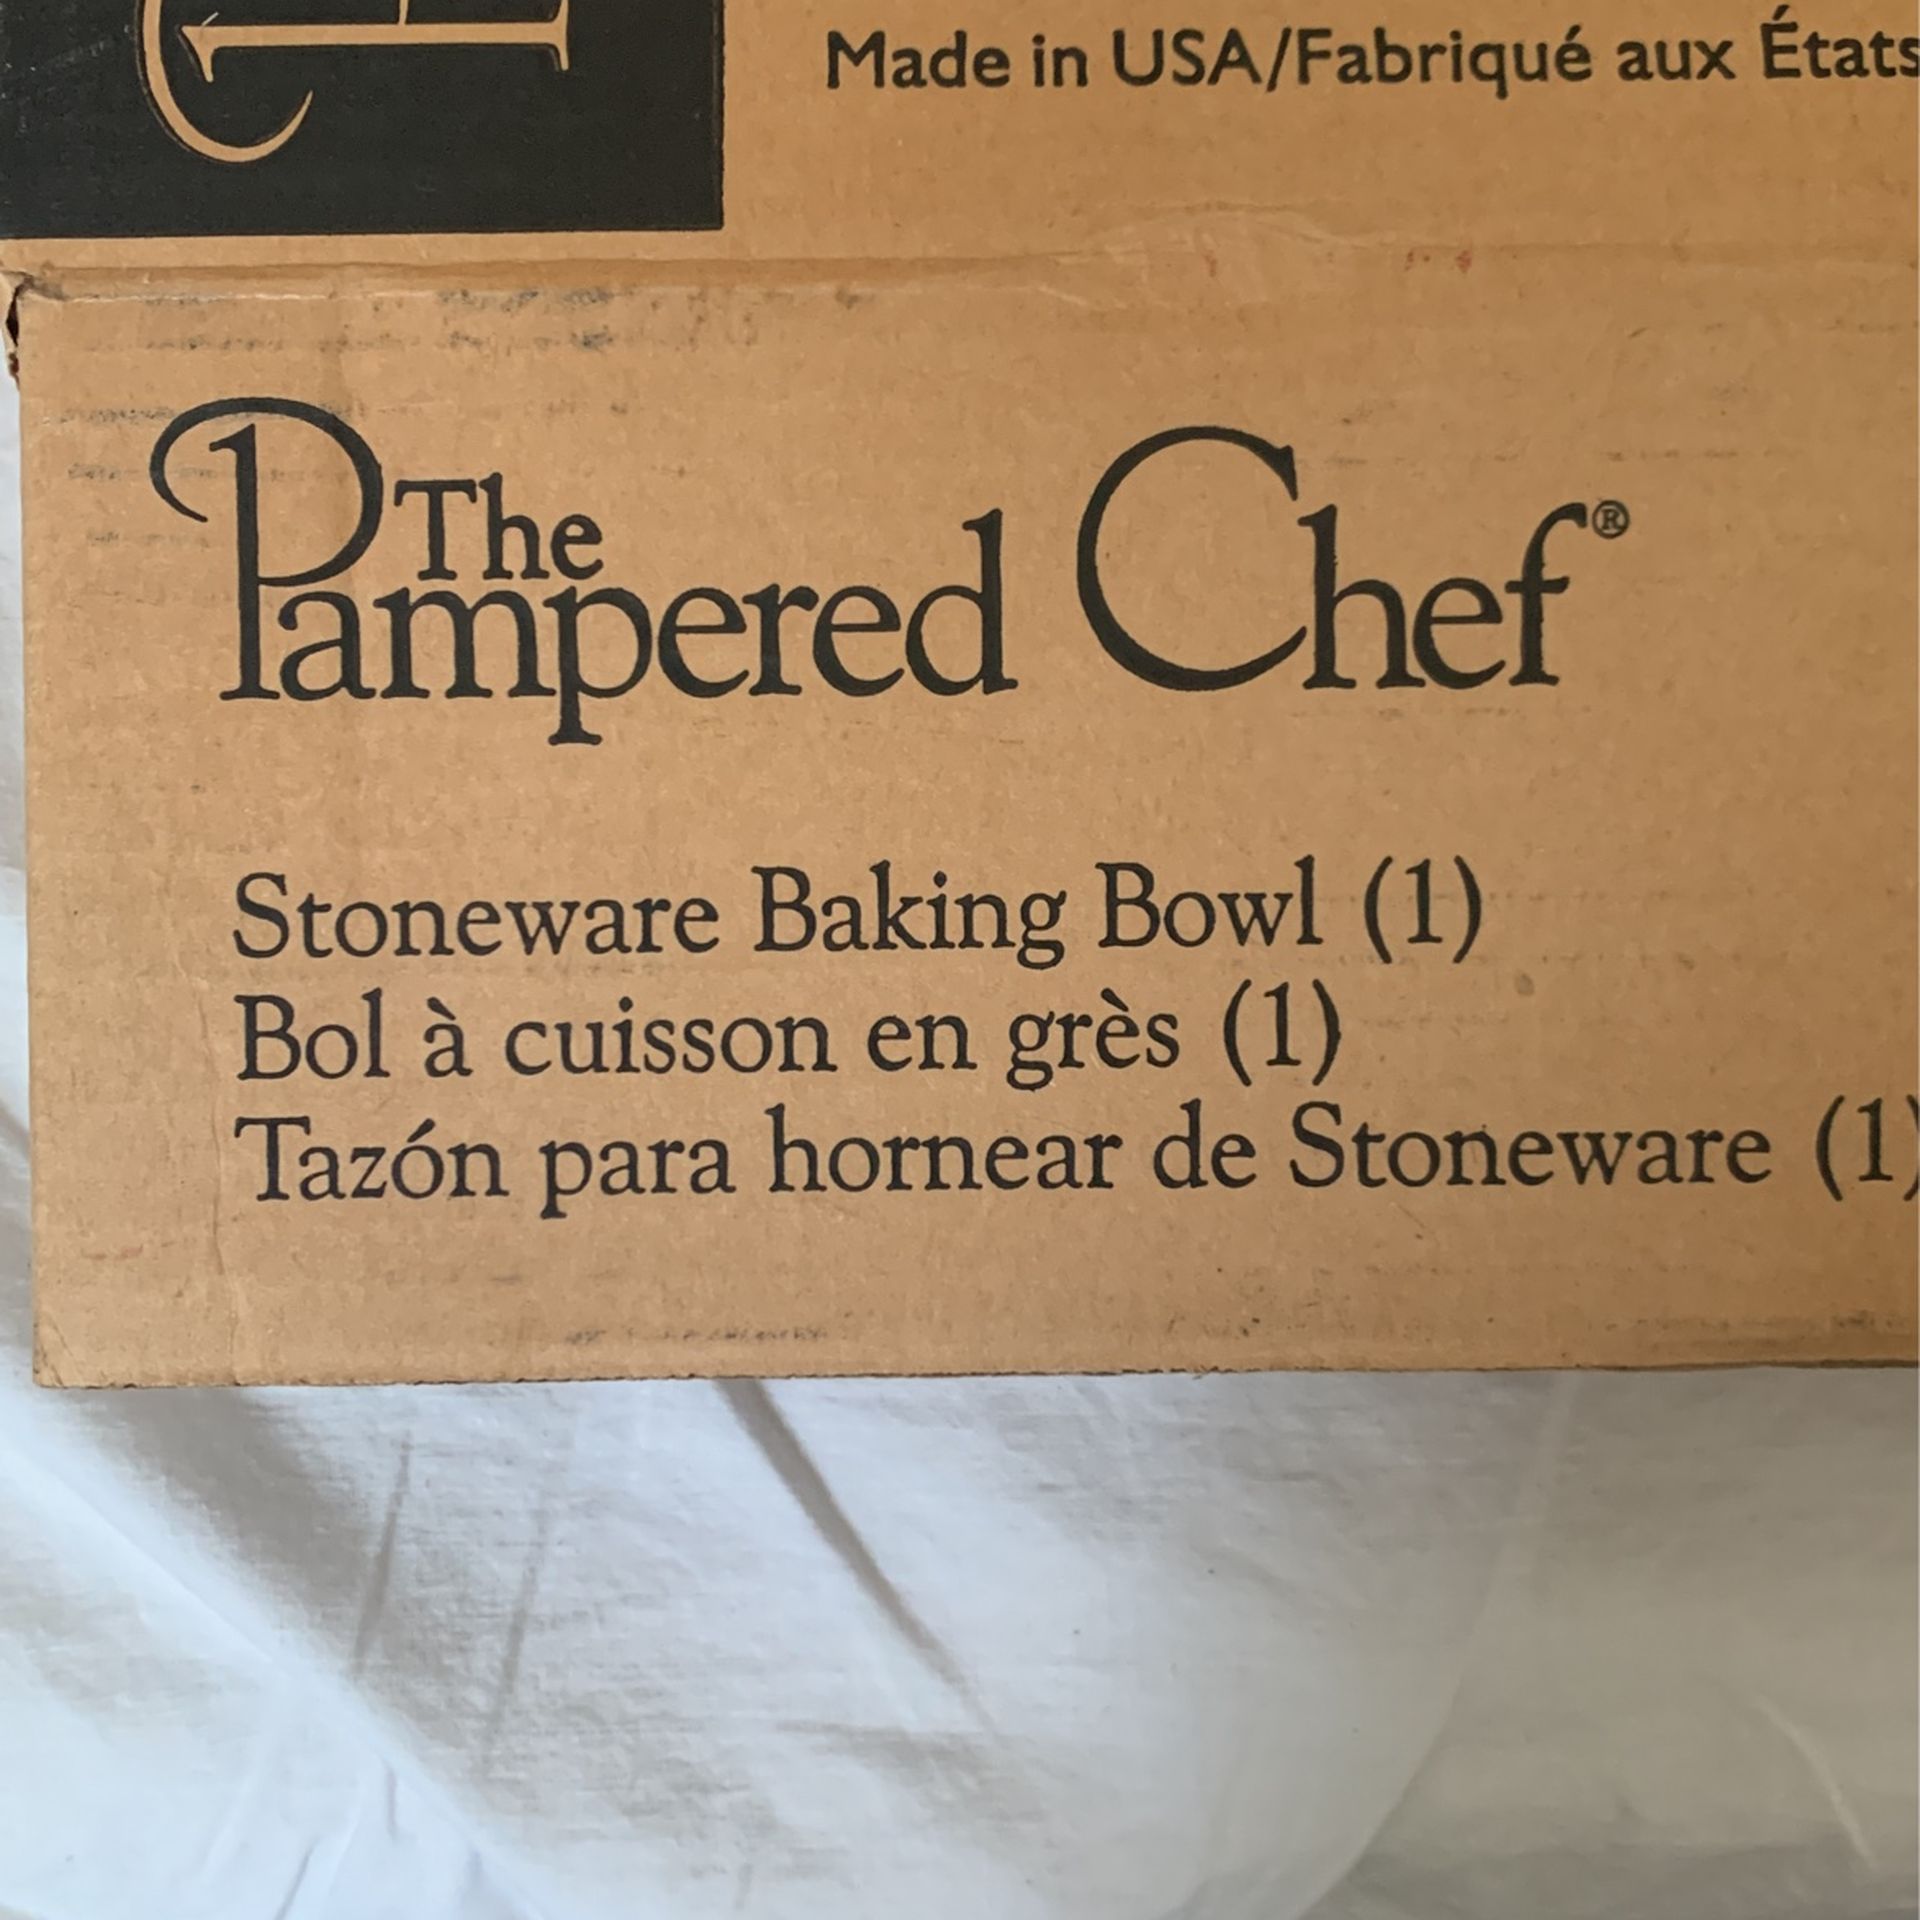 Made in USA/Fabriqué aux États
The
Pampered Chef®
Stoneware Baking Bowl (1)
Bol à cuisson en grès (1)
Tazón para hornear de Stoneware (1)